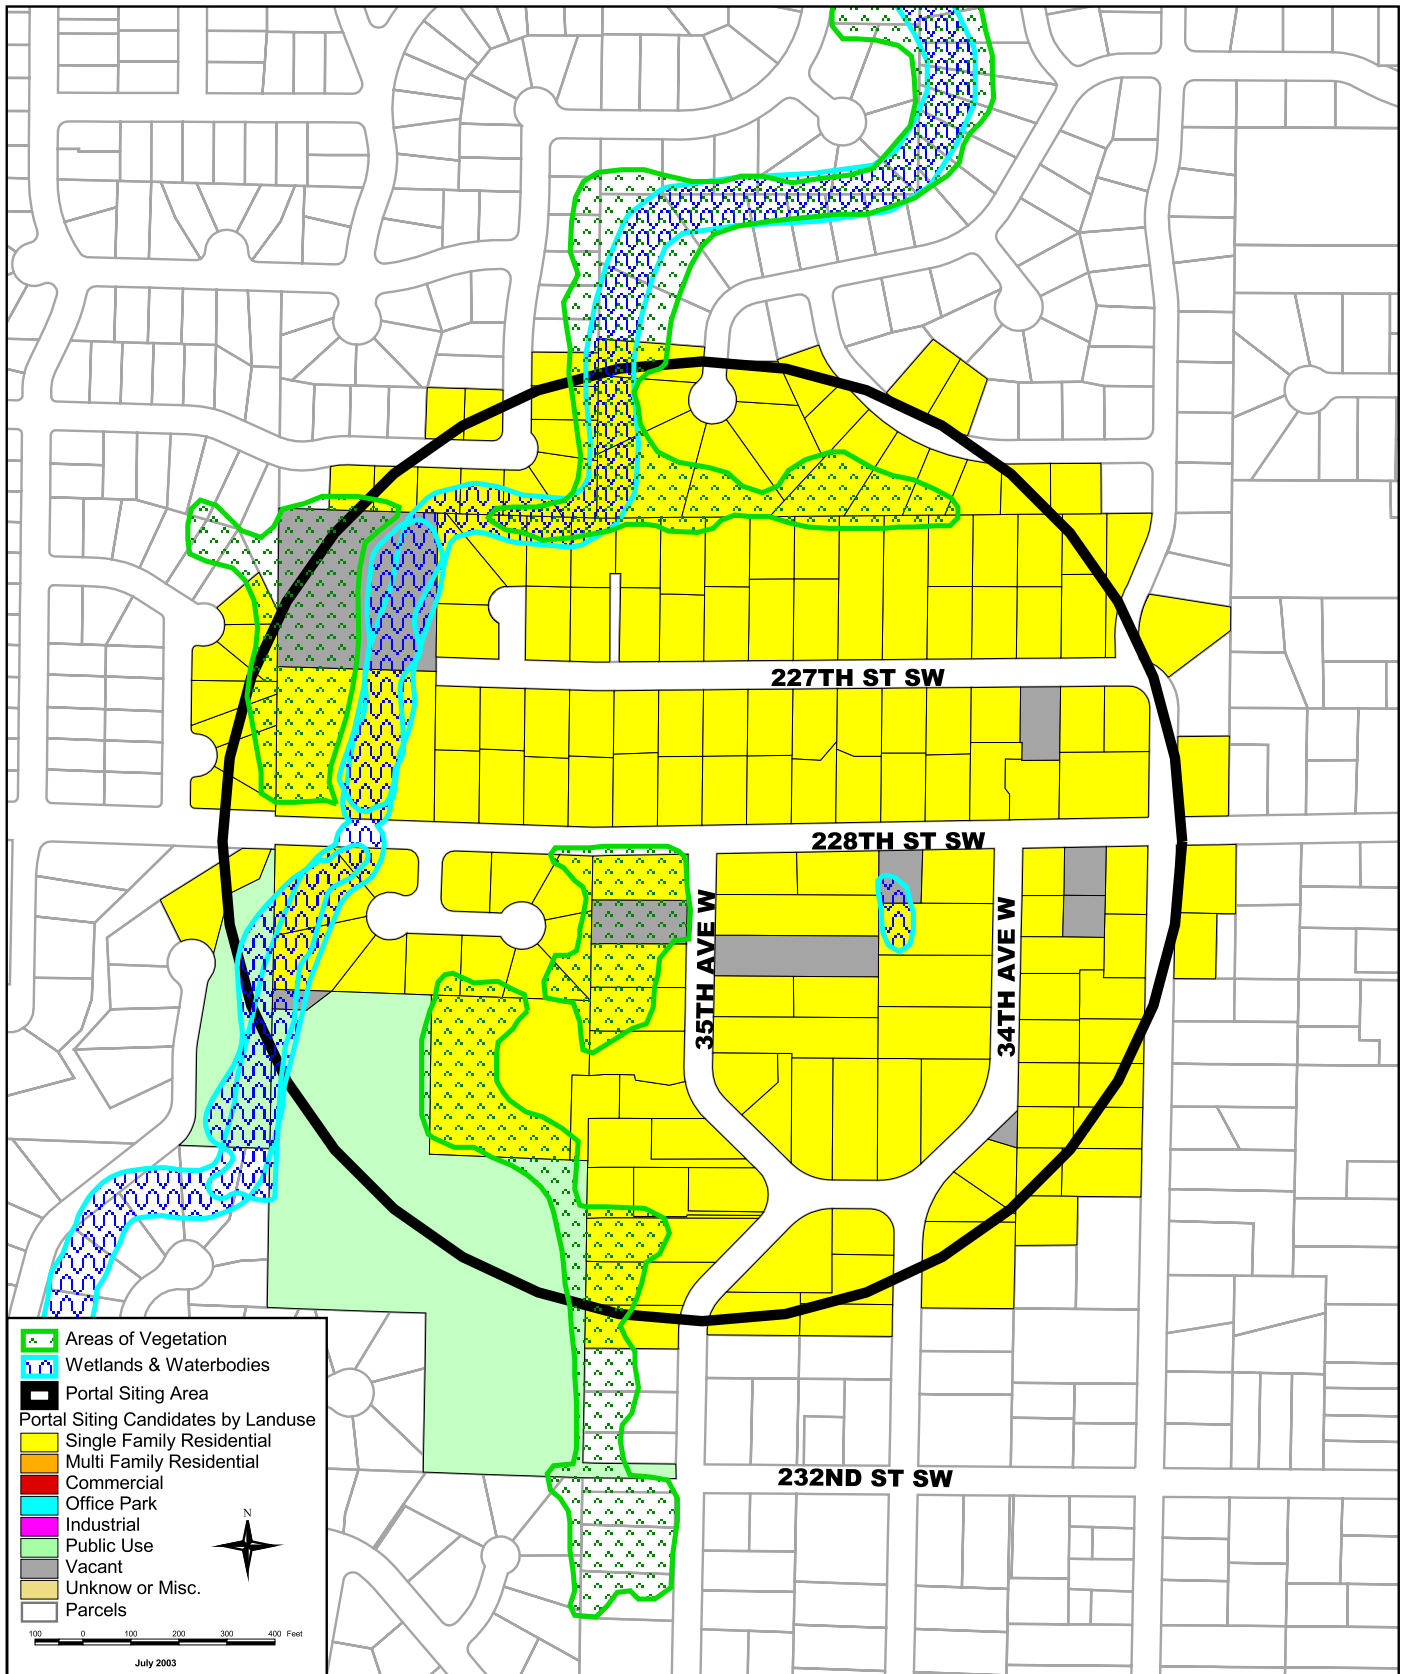 227TH ST SW
228TH ST SW
35TH AVE W
34TH AVE W
232ND ST SW
Areas of Vegetation
Wetlands & Waterbodies
Portal Siting Area
Portal Siting Candidates by Landuse
Single Family Residential
Multi Family Residential
Commercial
Office Park
Industrial
Public Use
Vacant
Unknow or Misc.
Parcels
N
100 0 100 200 300 400 Feet
July 2003